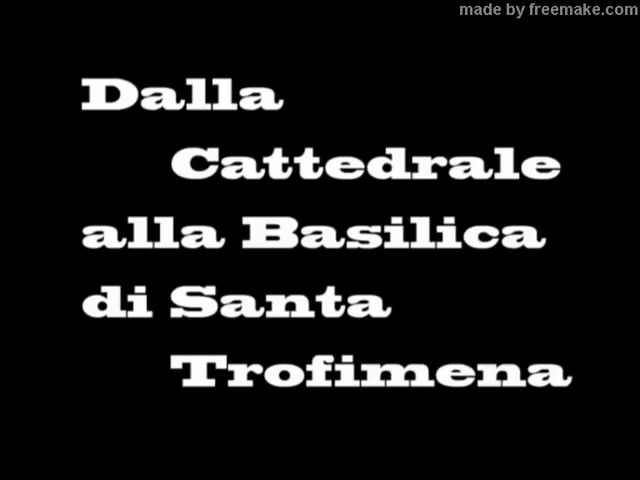 made by freemake.com
Dalla
Cattedrale
alla Basilica
di Santa
Trofimena